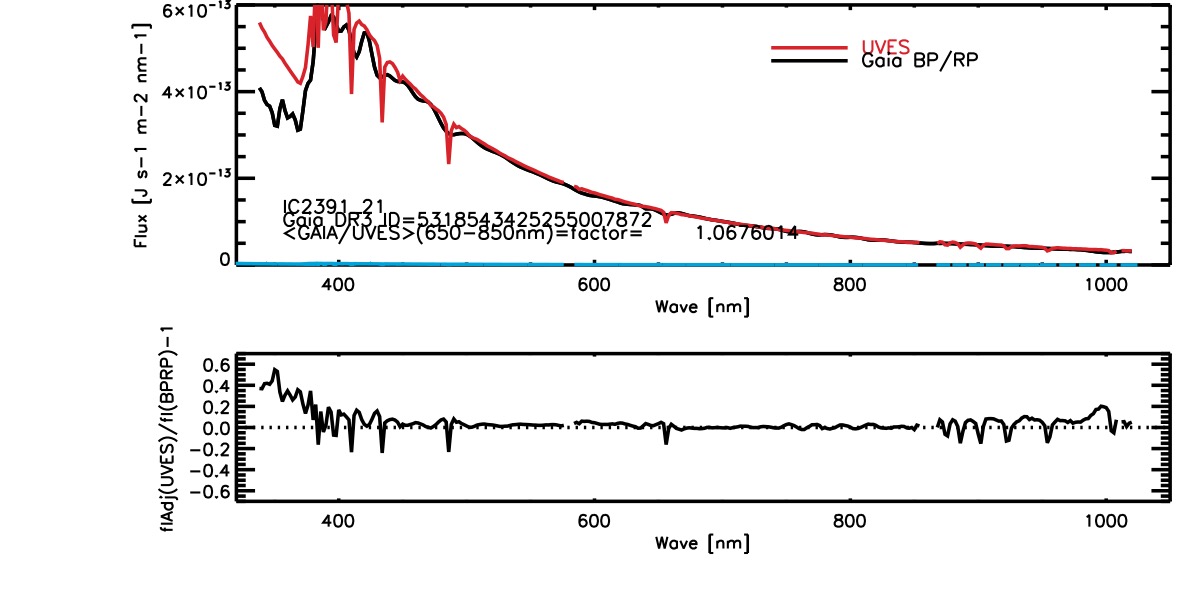 6×10−13
4×10−13
2×10−13
0
Flux [J s−1 m−2 nm−1]
UVES
Gaia BP/RP
IC2391_21
Gaia DR3 ID=5318543425255007872
<GAIA/UVES>(650−850nm)=factor= 1.0676014
400 600 800 1000
Wave [nm]
flAdj(UVES)/fl(BPRP)−1
0.6
0.4
0.2
0.0
−0.2
−0.4
−0.6
400 600 800 1000
Wave [nm]